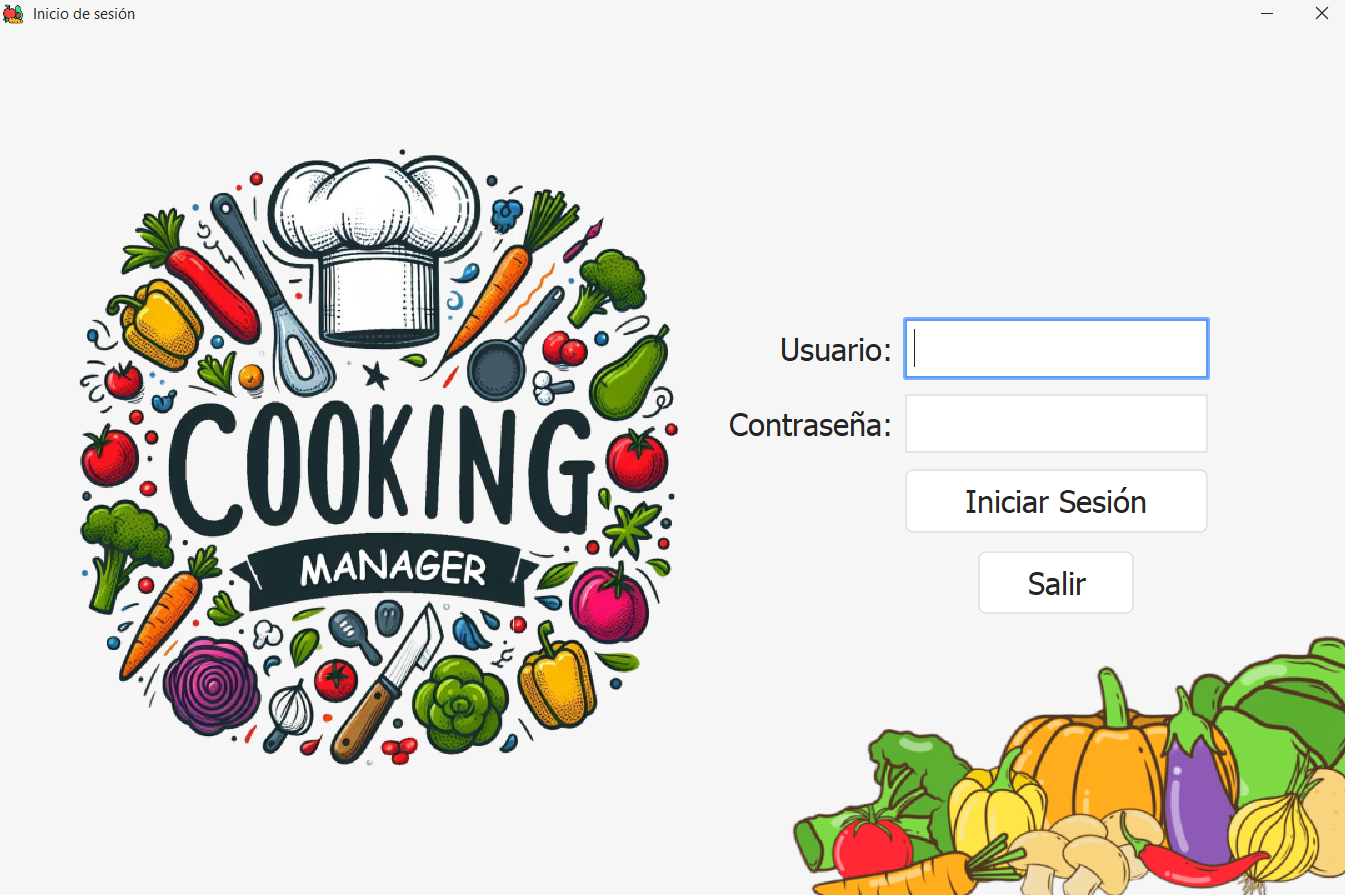 Inicio de sesión
COOKING
MANAGER
Usuario:
Contraseña:
Iniciar Sesión
Salir